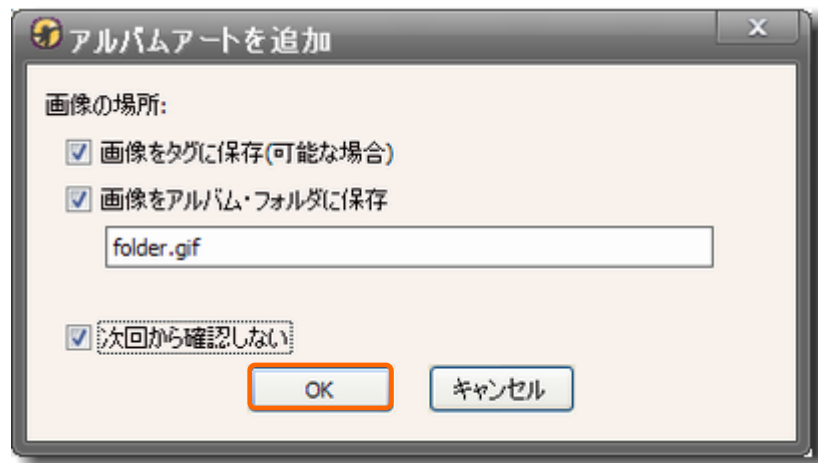 アルバムアートを追加
画像の場所:
画像をタグに保存(可能な場合)
画像をアルバム・フォルダに保存
folder.gif
次回から確認しない
OK キャンセル